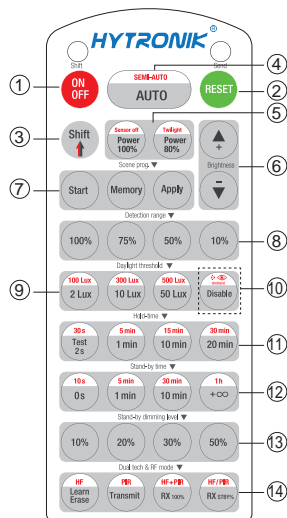 HYTRONIK®
Shift
Send
ON
OFF
SEMI-AUTO
AUTO
RESET
1
4
2
5
3
Shift
Sensor off
Power
100%
Twilight
Power
80%
+
Brightness
-
6
Scene prog. ▼
7
Start
Memory
Apply
Detection range ▼
100%
75%
50%
10%
8
Daylight threshold ▼
9
100 Lux
2 Lux
300 Lux
10 Lux
500 Lux
50 Lux
Disable
10
Hold-time ▼
30s
Test
2s
5 min
1 min
15 min
10 min
30 min
20 min
11
Stand-by time ▼
10s
0s
5 min
1 min
30 min
10 min
1h
+∞
12
Stand-by dimming level ▼
10%
20%
30%
50%
13
Dual tech & RF mode ▼
HF
Learn
Erase
PIR
Transmit
HF+PIR
RX 100%
HF/PIR
RX STBY%
14